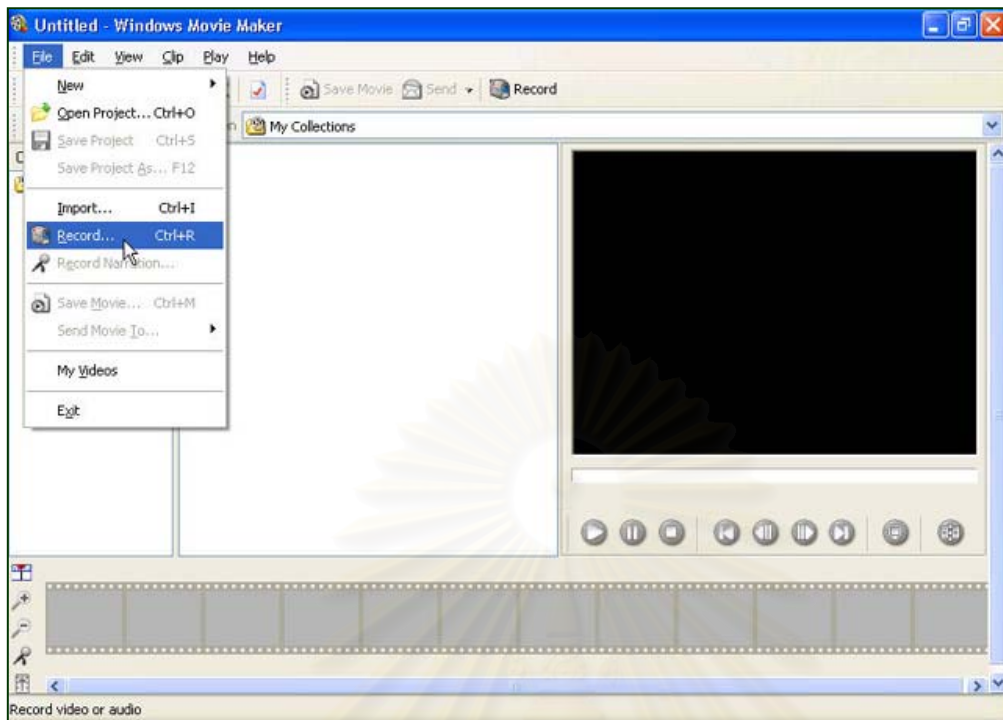 Untitled - Windows Movie Maker
File Edit View Clip Play Help
Save Movie Send Record
My Collections
New
Open Project... Ctrl+O
Save Project Ctrl+S
Save Project As... F12
Import... Ctrl+I
Record... Ctrl+R
Record Narration...
Save Movie... Ctrl+M
Send Movie To...
My Videos
Exit
Record video or audio